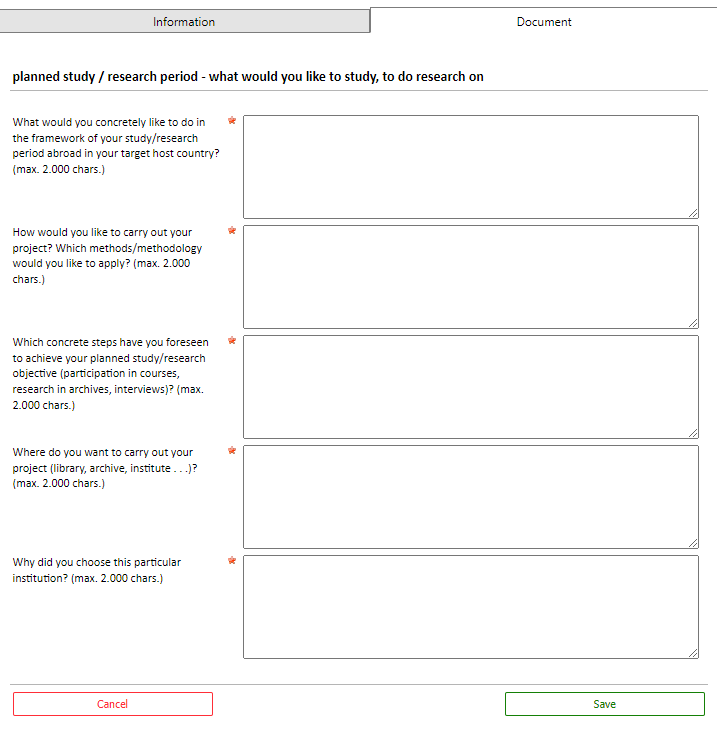 Information
Document
planned study / research period - what would you like to study, to do research on
What would you concretely like to do in
the framework of your study/research
period abroad in your target host country?
(max. 2.000 chars.)
How would you like to carry out your
project? Which methods/methodology
would you like to apply? (max. 2.000
chars.)
Which concrete steps have you foreseen
to achieve your planned study/research
objective (participation in courses,
research in archives, interviews)? (max.
2.000 chars.)
Where do you want to carry out your
project (library, archive, institute . . .)?
(max. 2.000 chars.)
Why did you choose this particular
institution? (max. 2.000 chars.)
Cancel
Save